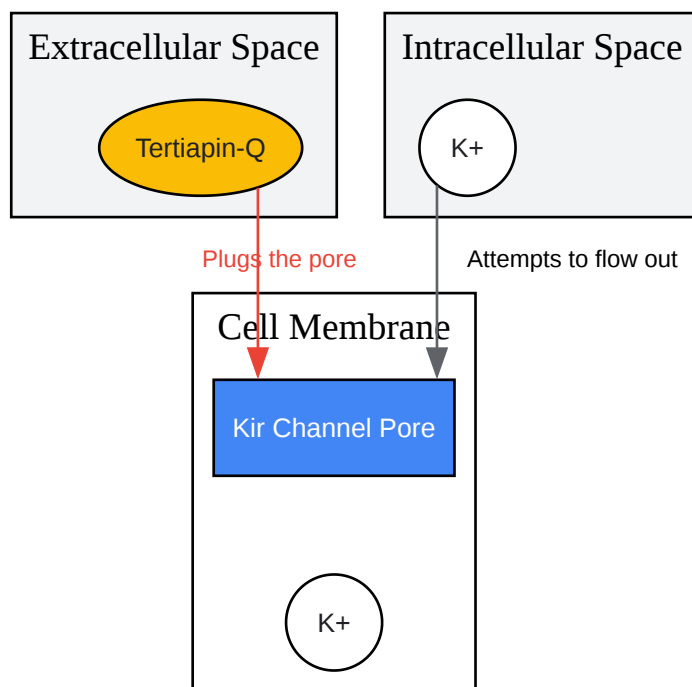 Extracellular Space
Intracellular Space
Tertiapin-Q
K+
Plugs the pore
Attempts to flow out
Cell Membrane
Kir Channel Pore
K+